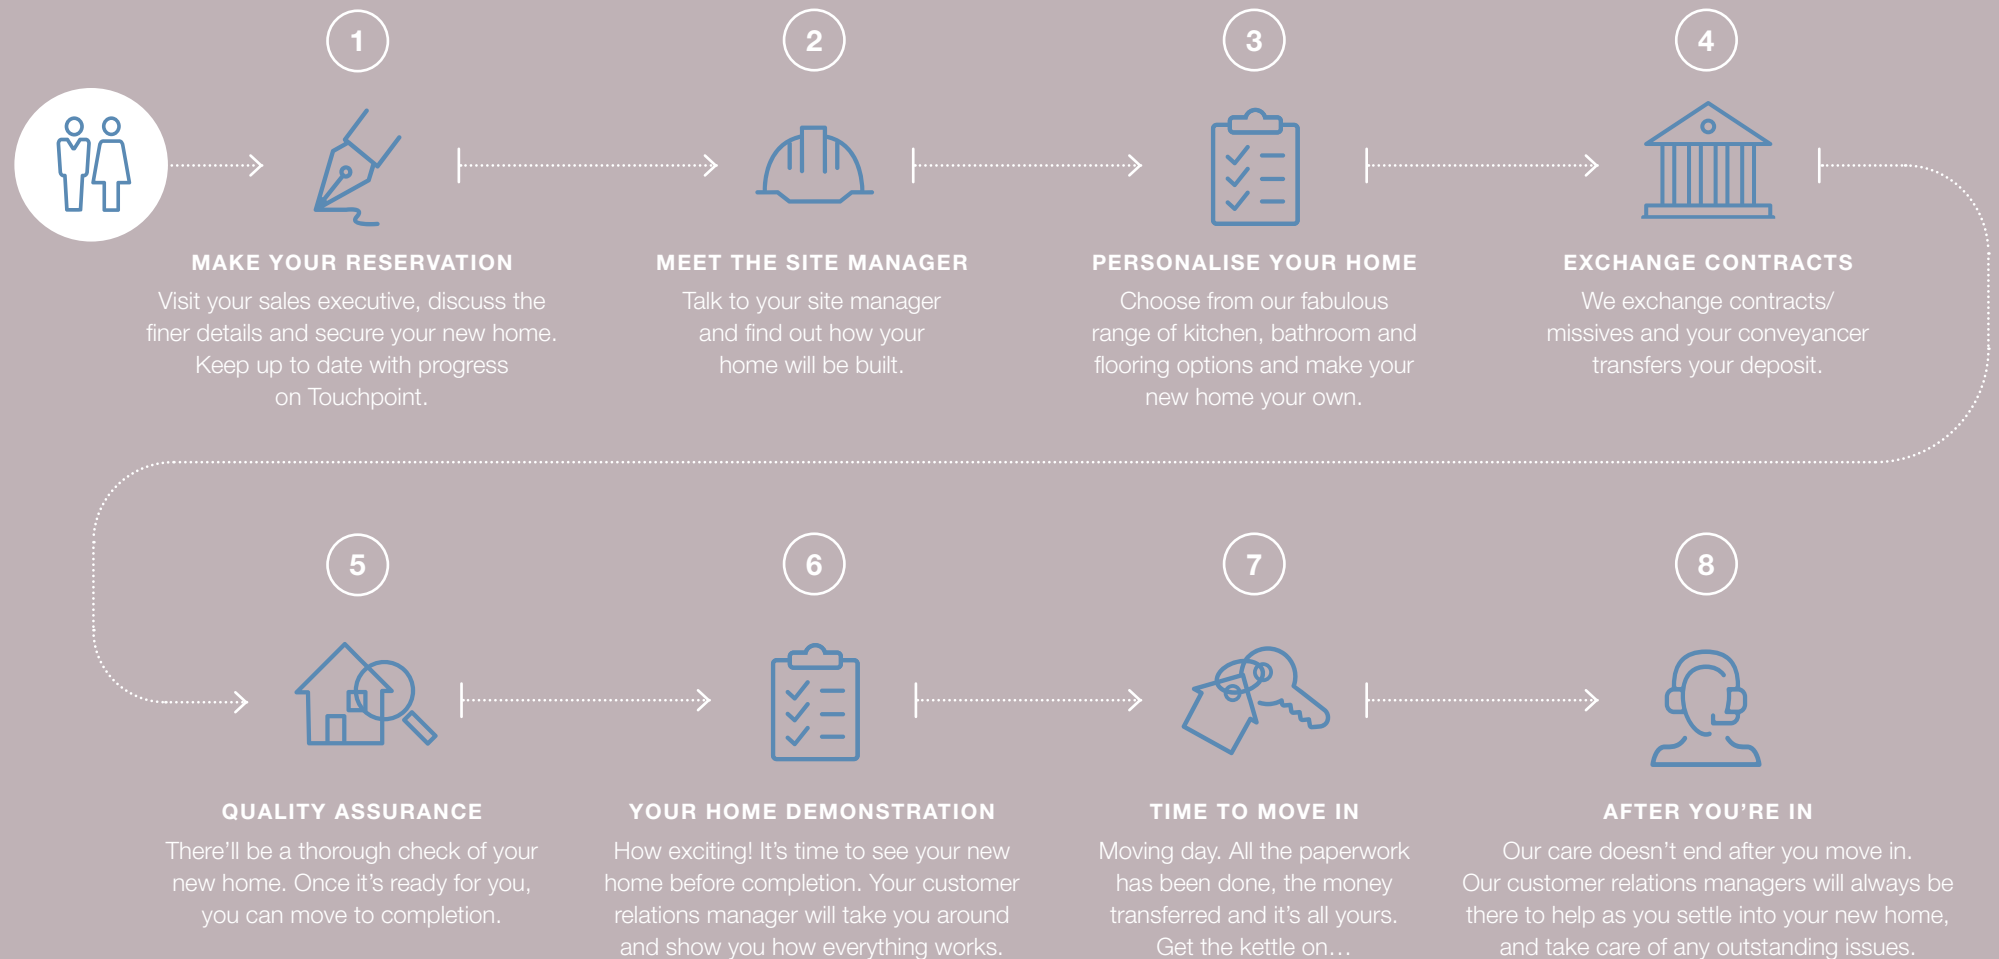 1
MAKE YOUR RESERVATION
Visit your sales executive, discuss the
finer details and secure your new home.
Keep up to date with progress
on Touchpoint.
2
MEET THE SITE MANAGER
Talk to your site manager
and find out how your
home will be built.
3
PERSONALISE YOUR HOME
Choose from our fabulous
range of kitchen, bathroom and
flooring options and make your
new home your own.
4
EXCHANGE CONTRACTS
We exchange contracts/
missives and your conveyancer
transfers your deposit.
5
QUALITY ASSURANCE
There’ll be a thorough check of your
new home. Once it’s ready for you,
you can move to completion.
6
YOUR HOME DEMONSTRATION
How exciting! It’s time to see your new
home before completion. Your customer
relations manager will take you around
and show you how everything works.
7
TIME TO MOVE IN
Moving day. All the paperwork
has been done, the money
transferred and it’s all yours.
Get the kettle on…
8
AFTER YOU’RE IN
Our care doesn’t end after you move in.
Our customer relations managers will always be
there to help as you settle into your new home,
and take care of any outstanding issues.